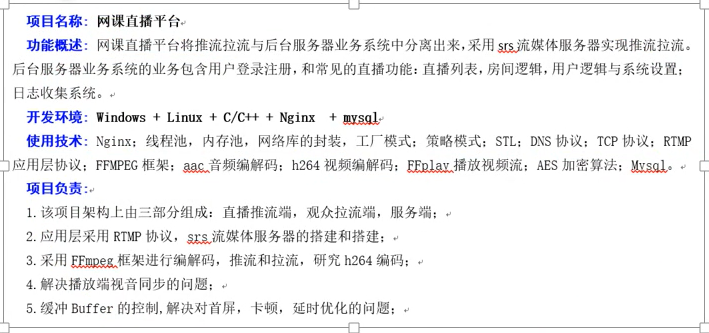 项目名称: 网课直播平台
功能概述: 网课直播平台将推流拉流与后台服务器业务系统中分离出来,采用 srs 流媒体服务器实现推流拉流。
后台服务器业务系统的业务包含用户登录注册, 和常见的直播功能: 直播列表, 房间逻辑, 用户逻辑与系统设置;
日志收集系统。
开发环境: Windows + Linux + C/C++ + Nginx + mysql
使用技术: Nginx; 线程池, 内存池, 网络库的封装, 工厂模式; 策略模式; STL; DNS 协议; TCP 协议; RTMP
应用层协议; FFMPEG 框架; aac 音频编解码; h264 视频编解码; FFplay 播放视频流; AES 加密算法; Mysql。
项目负责:
1. 该项目架构上由三部分组成: 直播推流端, 观众拉流端, 服务端;
2. 应用层采用 RTMP 协议, srs 流媒体服务器的搭建和搭建;
3. 采用 FFmpeg 框架进行编解码, 推流和拉流, 研究 h264 编码;
4. 解决播放端视音同步的问题;
5. 缓冲 Buffer 的控制,解决对首屏, 卡顿, 延时优化的问题;